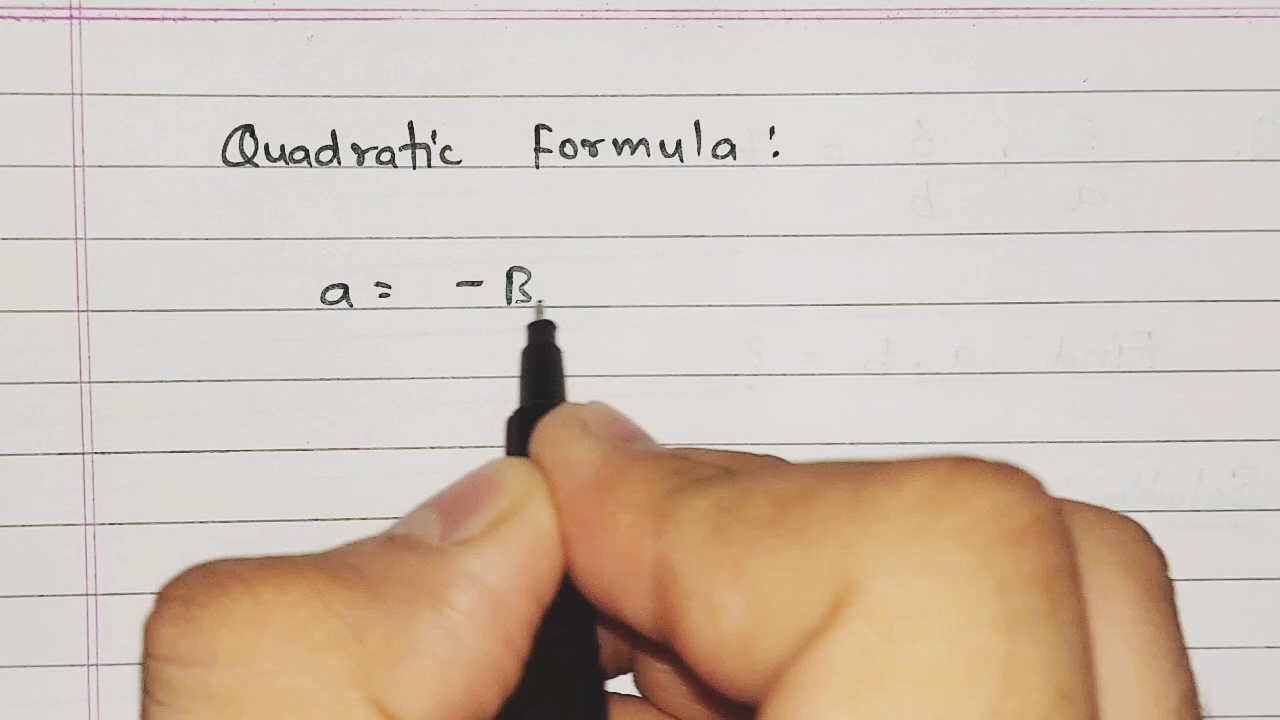 Quadratic Formula :
a = - B